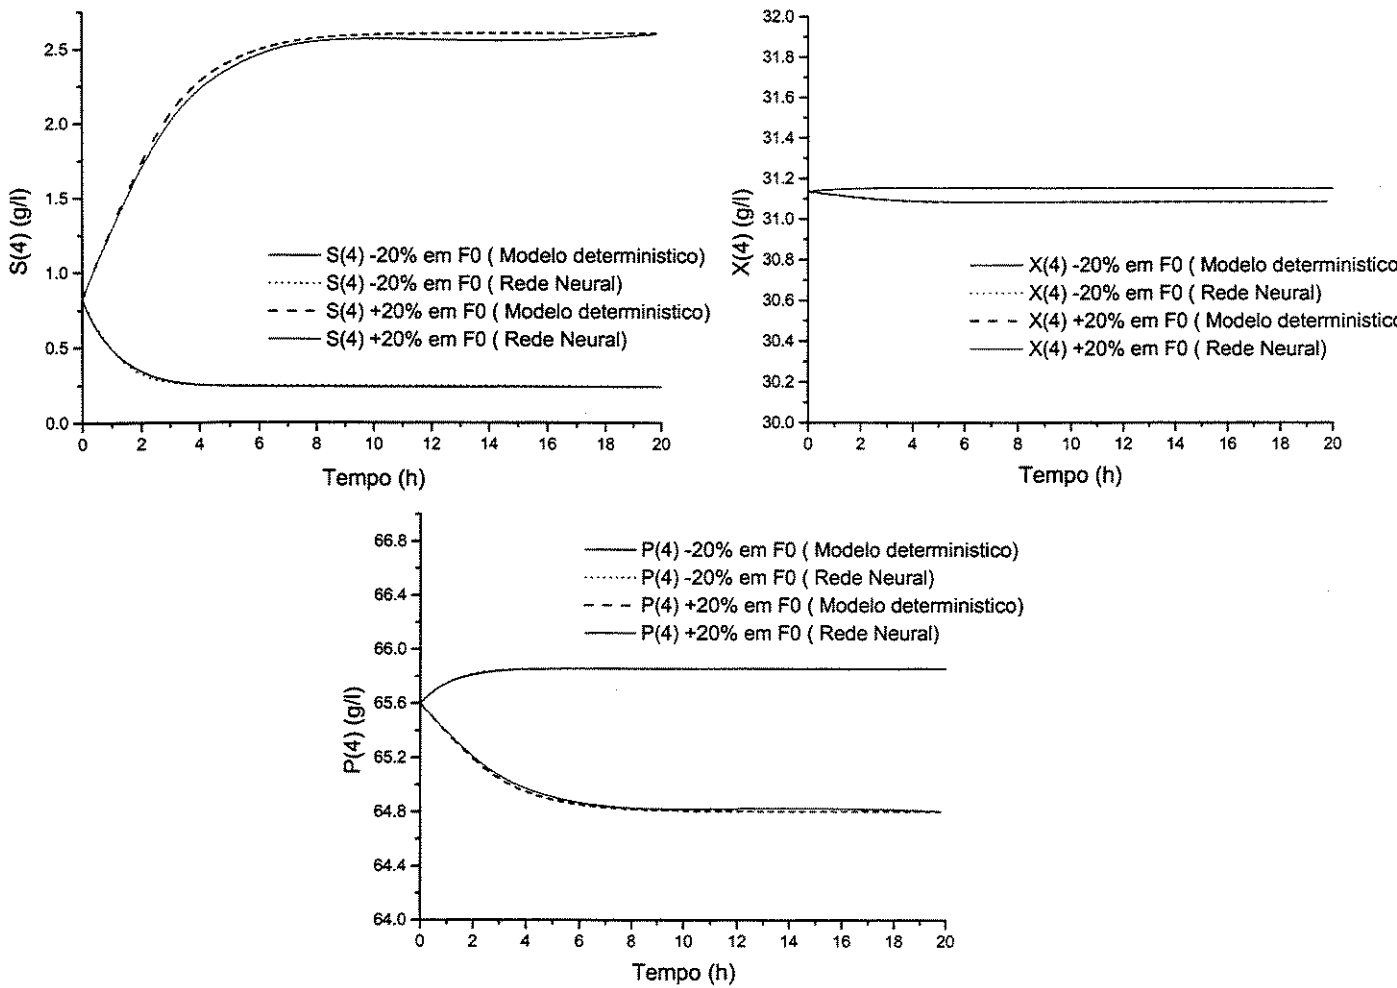 2.5
2.0
1.5
1.0
0.5
0.0
S(4) (g/l)
S(4) -20% em F0 ( Modelo deterministico)
S(4) -20% em F0 ( Rede Neural)
S(4) +20% em F0 ( Modelo deterministico)
S(4) +20% em F0 ( Rede Neural)
0 2 4 6 8 10 12 14 16 18 20
Tempo (h)
32.0
31.8
31.6
31.4
31.2
31.0
30.8
30.6
30.4
30.2
30.0
X(4) (g/l)
X(4) -20% em F0 ( Modelo deterministico
X(4) -20% em F0 ( Rede Neural)
X(4) +20% em F0 ( Modelo deterministico
X(4) +20% em F0 ( Rede Neural)
0 2 4 6 8 10 12 14 16 18 20
Tempo (h)
66.8
66.4
66.0
65.6
65.2
64.8
64.4
64.0
P(4) (g/l)
P(4) -20% em F0 ( Modelo deterministico)
P(4) -20% em F0 ( Rede Neural)
P(4) +20% em F0 ( Modelo deterministico)
P(4) +20% em F0 ( Rede Neural)
0 2 4 6 8 10 12 14 16 18 20
Tempo (h)